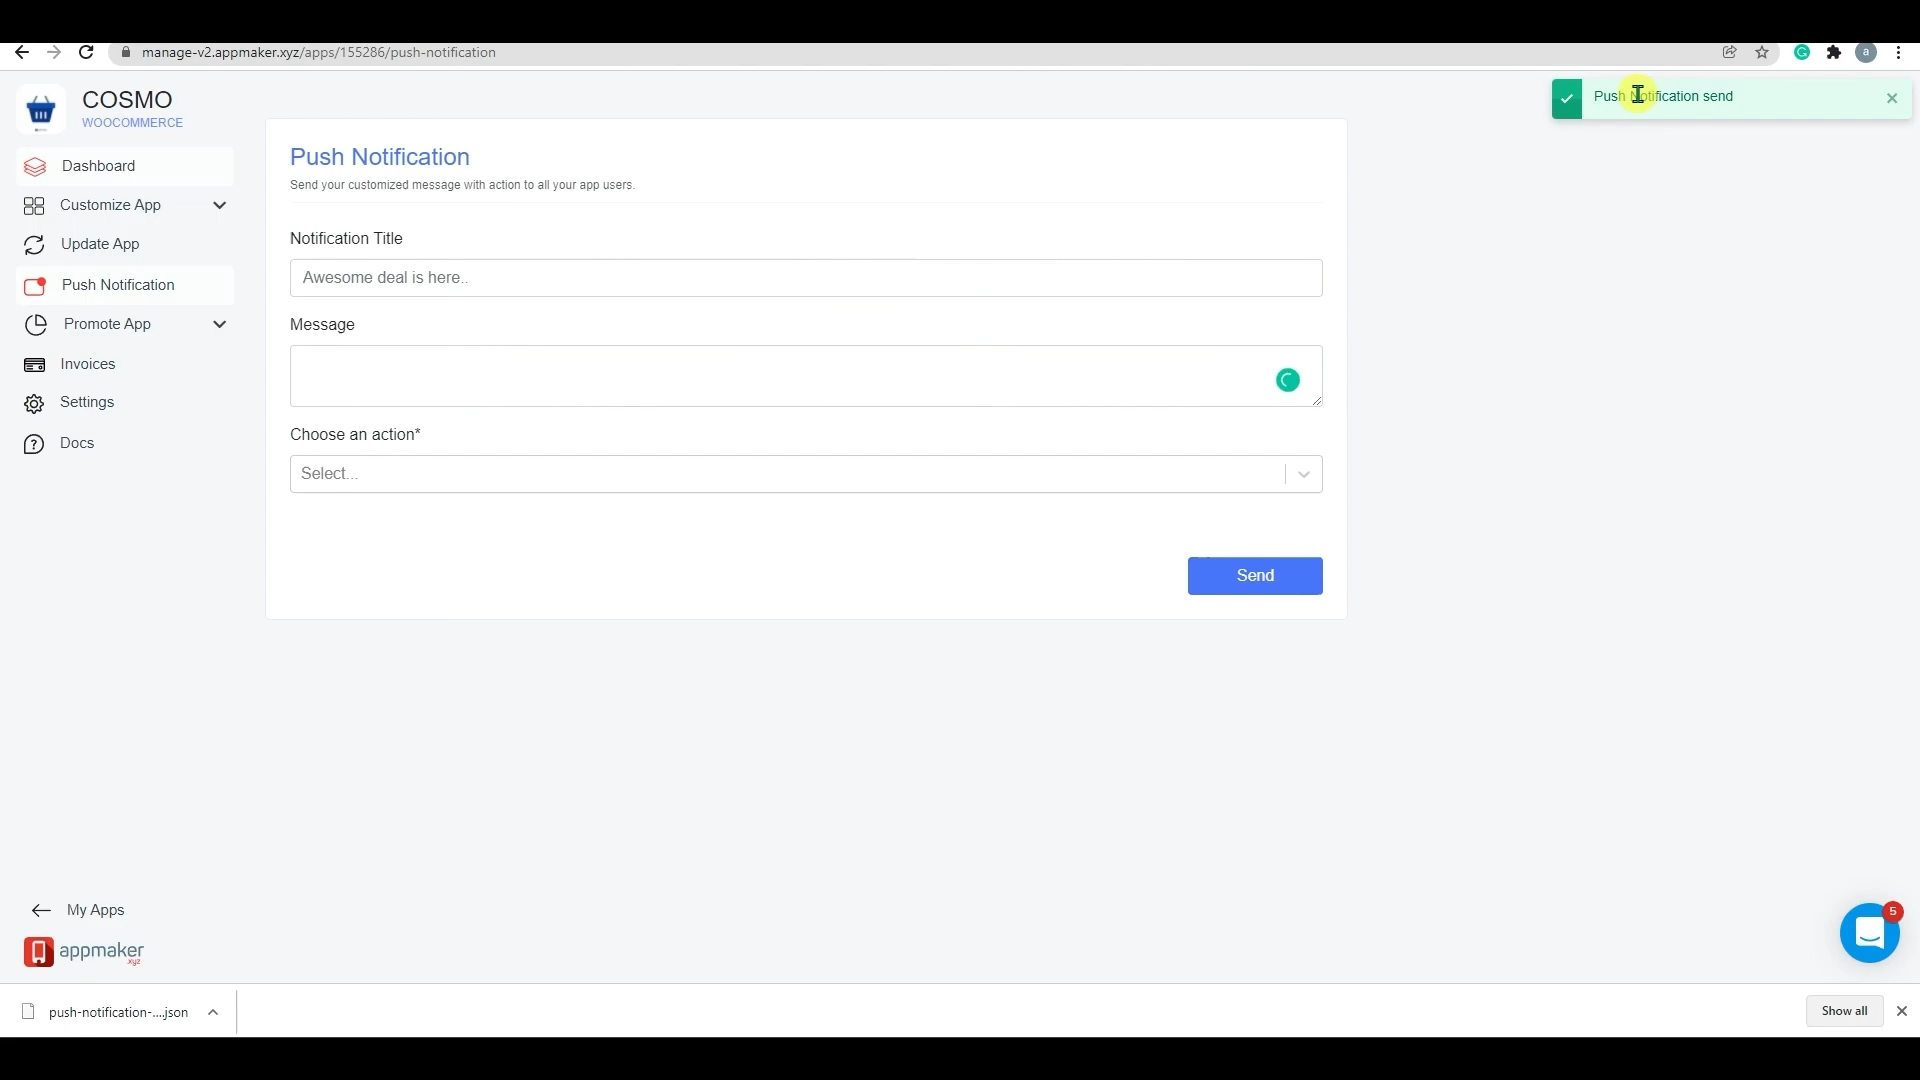 manage-v2.appmaker.xyz/apps/155286/push-notification
a
COSMO
WOOCOMMERCE
Push Notification send
Dashboard
Customize App
Update App
Push Notification
Promote App
Invoices
Settings
Docs
Push Notification
Send your customized message with action to all your app users.
Notification Title
Awesome deal is here..
Message
Choose an action*
Select...
Send
My Apps
appmaker
.xyz
5
push-notification-....json
Show all